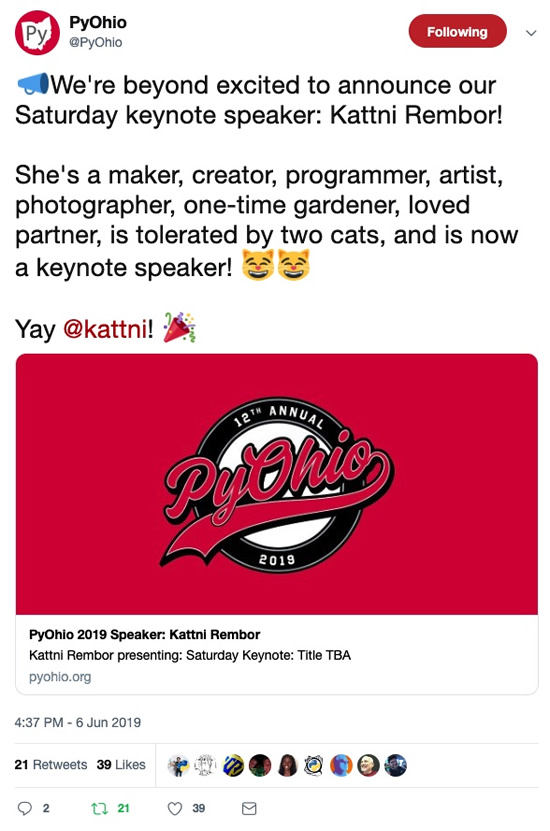 Py
PyOhio
@PyOhio
Following
We're beyond excited to announce our
Saturday keynote speaker: Kattni Rembor!
She's a maker, creator, programmer, artist,
photographer, one-time gardener, loved
partner, is tolerated by two cats, and is now
a keynote speaker!
Yay @kattni!
12TH ANNUAL
PyOhio
2019
PyOhio 2019 Speaker: Kattni Rembor
Kattni Rembor presenting: Saturday Keynote: Title TBA
pyohio.org
4:37 PM - 6 Jun 2019
21 Retweets 39 Likes
2 21 39